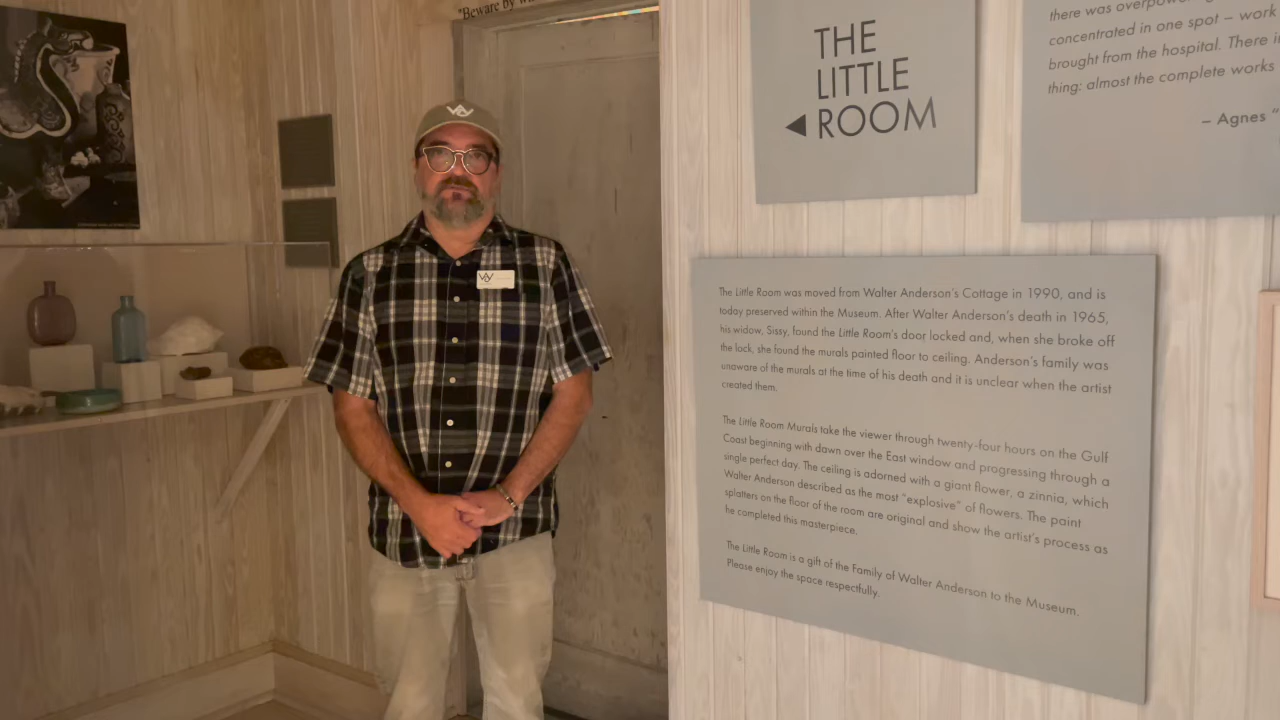 "Beware by
THE
LITTLE
ROOM
there was overpowering
concentrated in one spot – work
brought from the hospital. There i
thing: almost the complete works
– Agnes "
The Little Room was moved from Walter Anderson's Cottage in 1990, and is
today preserved within the Museum. After Walter Anderson's death in 1965,
his widow, Sissy, found the Little Room's door locked and, when she broke off
the lock, she found the murals painted floor to ceiling. Anderson's family was
unaware of the murals at the time of his death and it is unclear when the artist
created them.
The Little Room Murals take the viewer through twenty-four hours on the Gulf
Coast beginning with dawn over the East window and progressing through a
single perfect day. The ceiling is adorned with a giant flower, a zinnia, which
Walter Anderson described as the most "explosive" of flowers. The paint
splatters on the floor of the room are original and show the artist's process as
he completed this masterpiece.
The Little Room is a gift of the Family of Walter Anderson to the Museum.
Please enjoy the space respectfully.